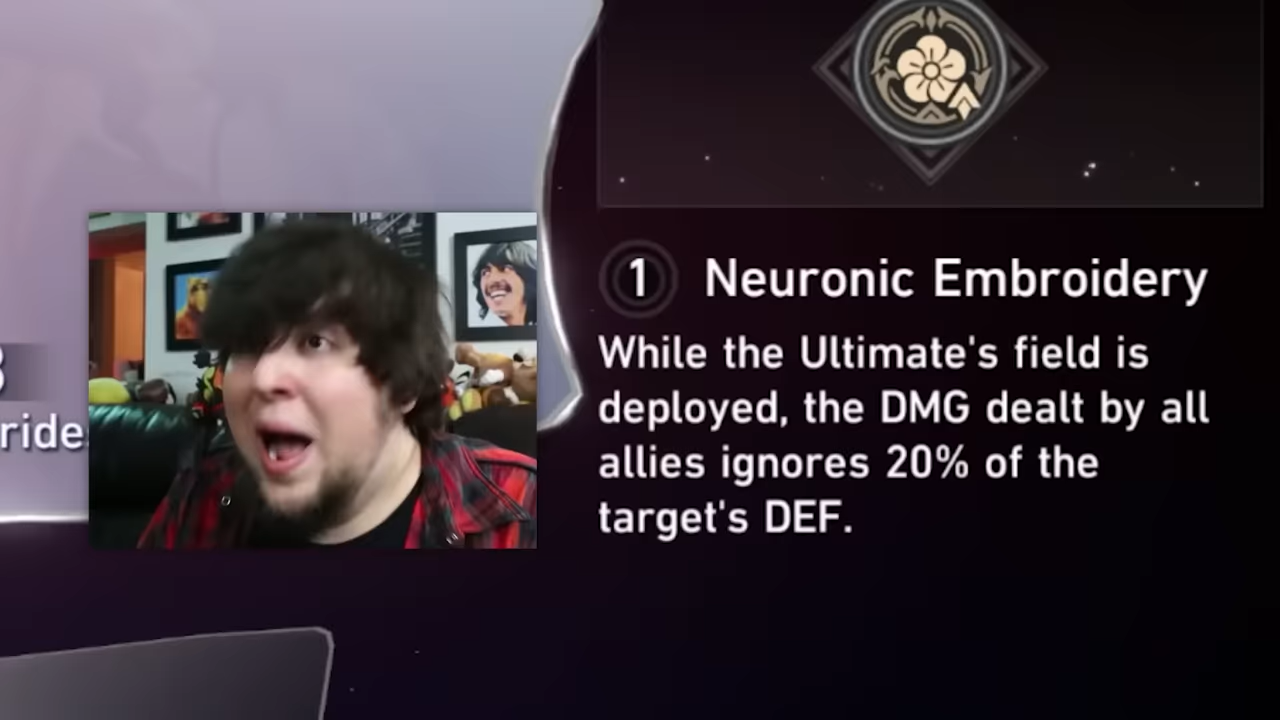 1 Neuronic Embroidery
While the Ultimate's field is
deployed, the DMG dealt by all
allies ignores 20% of the
target's DEF.